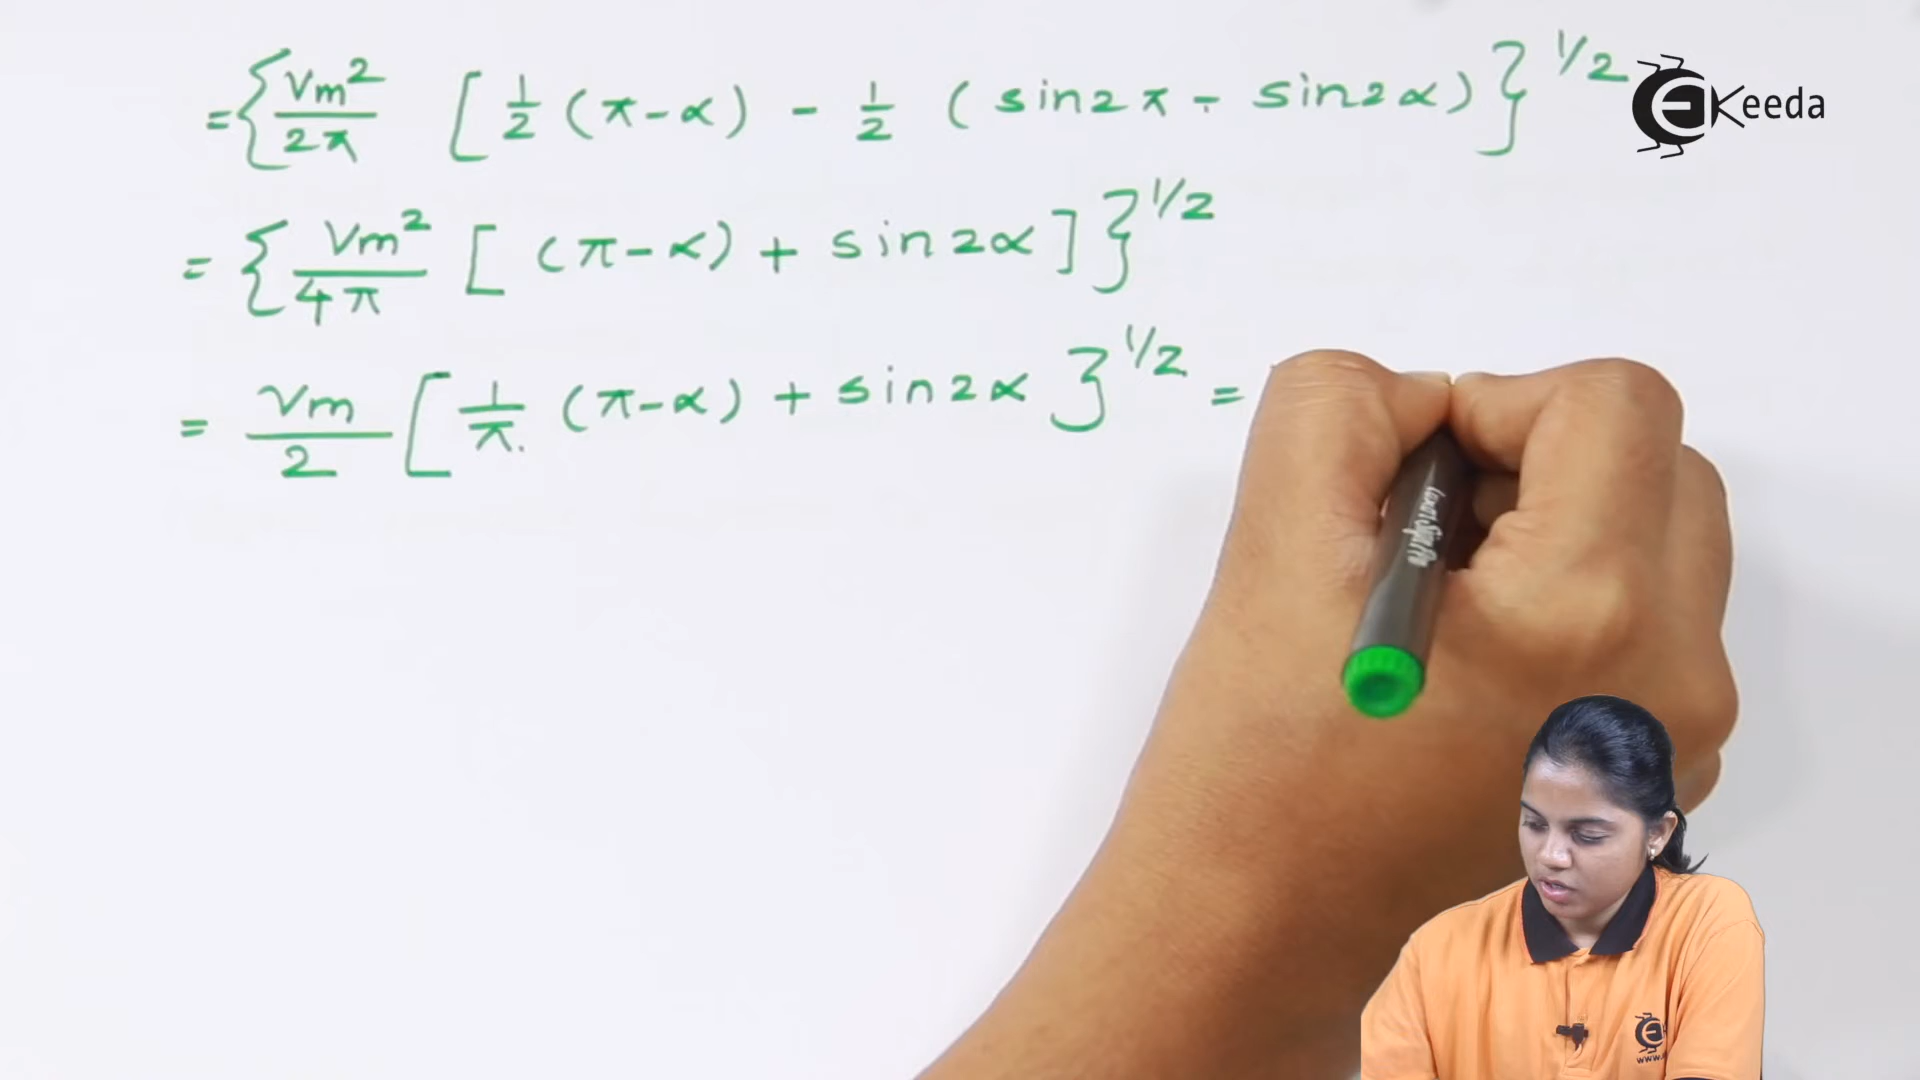 = { Vm² / 2π [ 1/2 (π-α) - 1/2 ( sin2π - sin2α) } 1/2
EKeeda
= { Vm² / 4π [ (π-α) + sin2α ] } 1/2
= Vm / 2 [ 1/π. (π-α) + sin2α } 1/2 =